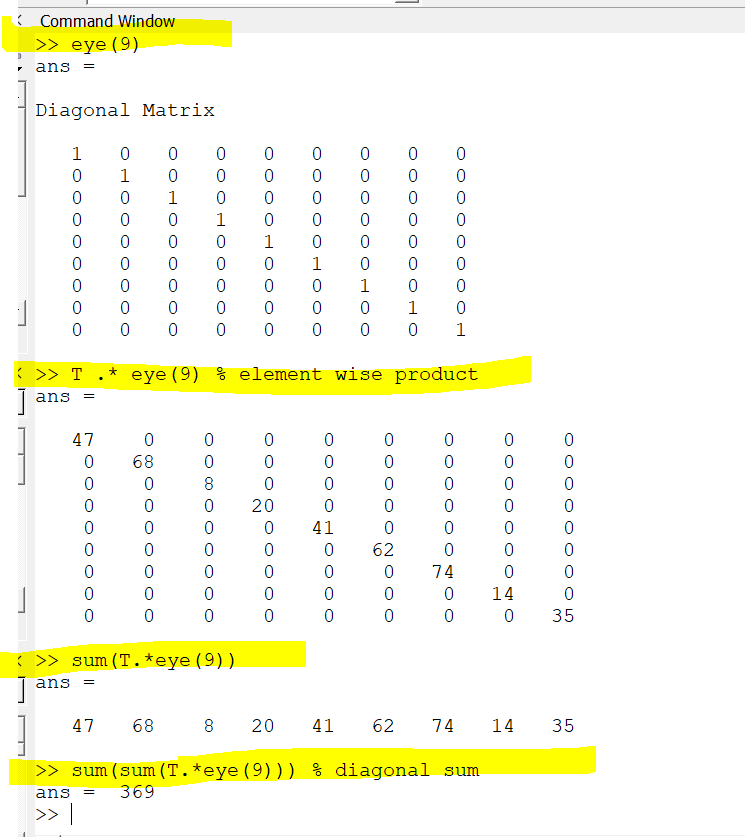 Command Window
>> eye(9)
ans =
Diagonal Matrix
1 0 0 0 0 0 0 0 0
0 1 0 0 0 0 0 0 0
0 0 1 0 0 0 0 0 0
0 0 0 1 0 0 0 0 0
0 0 0 0 1 0 0 0 0
0 0 0 0 0 1 0 0 0
0 0 0 0 0 0 1 0 0
0 0 0 0 0 0 0 1 0
0 0 0 0 0 0 0 0 1
>> T .* eye(9) % element wise product
ans =
47 0 0 0 0 0 0 0 0
0 68 0 0 0 0 0 0 0
0 0 8 0 0 0 0 0 0
0 0 0 20 0 0 0 0 0
0 0 0 0 41 0 0 0 0
0 0 0 0 0 62 0 0 0
0 0 0 0 0 0 74 0 0
0 0 0 0 0 0 0 14 0
0 0 0 0 0 0 0 0 35
>> sum(T.*eye(9))
ans =
47 68 8 20 41 62 74 14 35
>> sum(sum(T.*eye(9))) % diagonal sum
ans = 369
>>